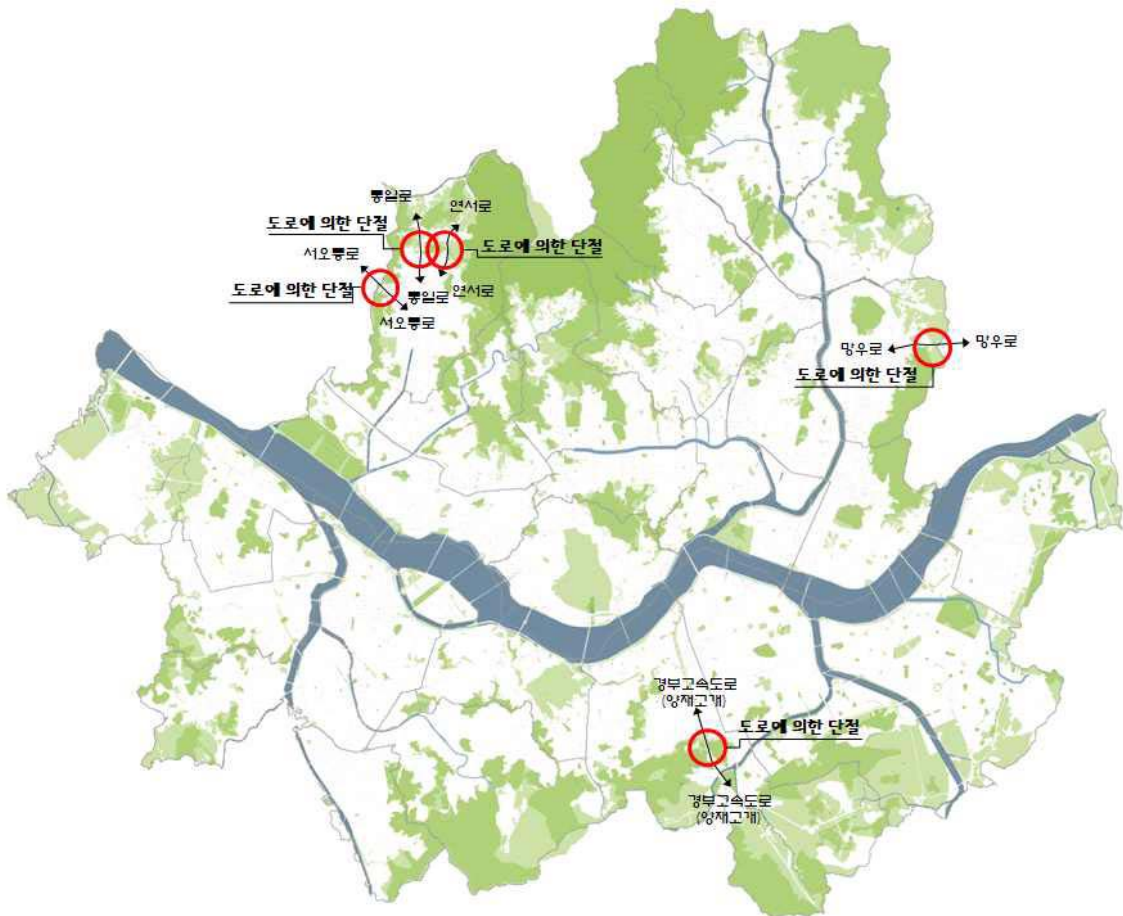 통일로
연서로
도로에 의한 단절
도로에 의한 단절
서오릉로
도로에 의한 단절
통일로
연서로
서오릉로
망우로
망우로
도로에 의한 단절
경부고속도로
(양재고개)
도로에 의한 단절
경부고속도로
(양재고개)